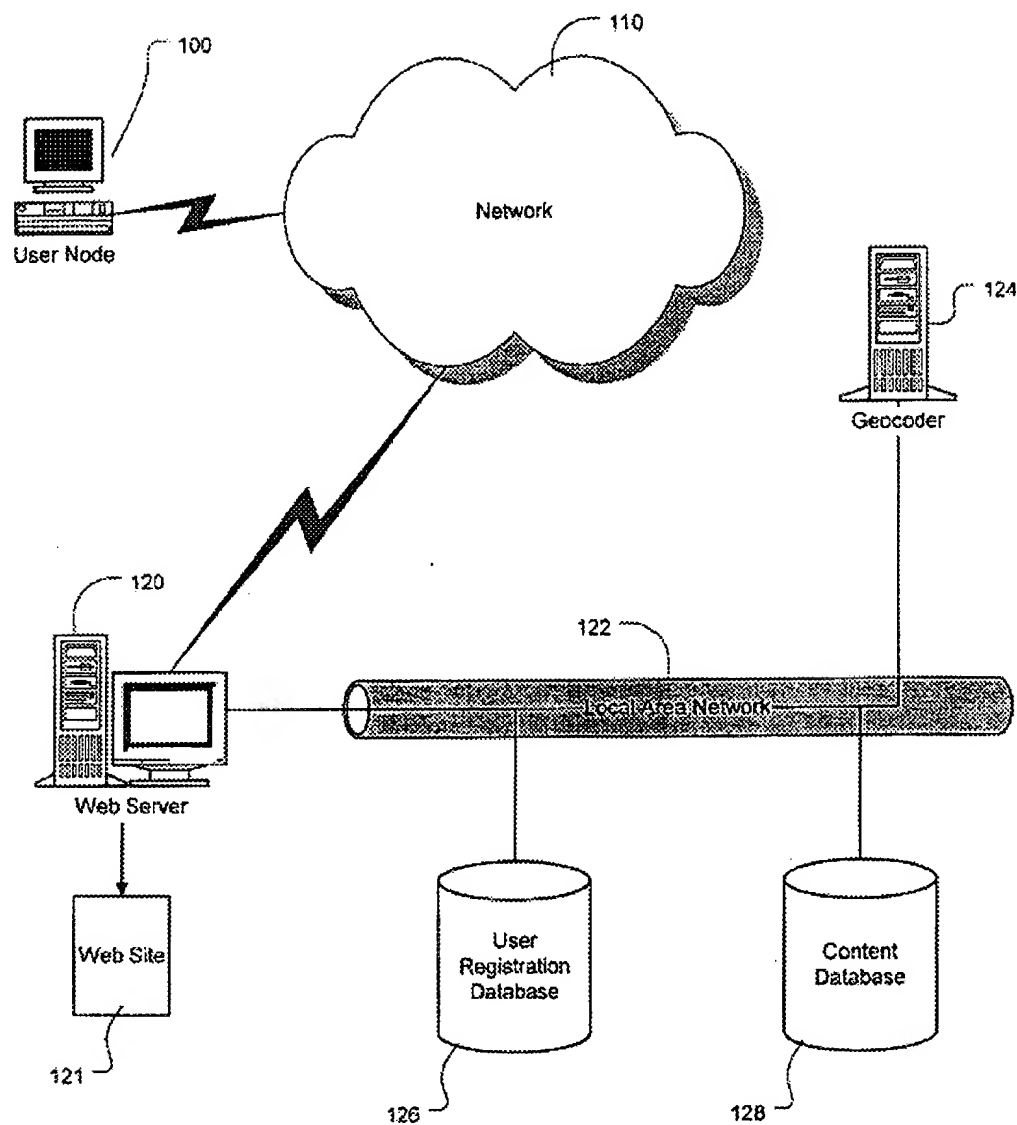 110
100
Network
User Node
124
Geocoder
120
122
Local Area Network
Web Server
Web Site
User
Registration
Database
Content
Database
121
126
128